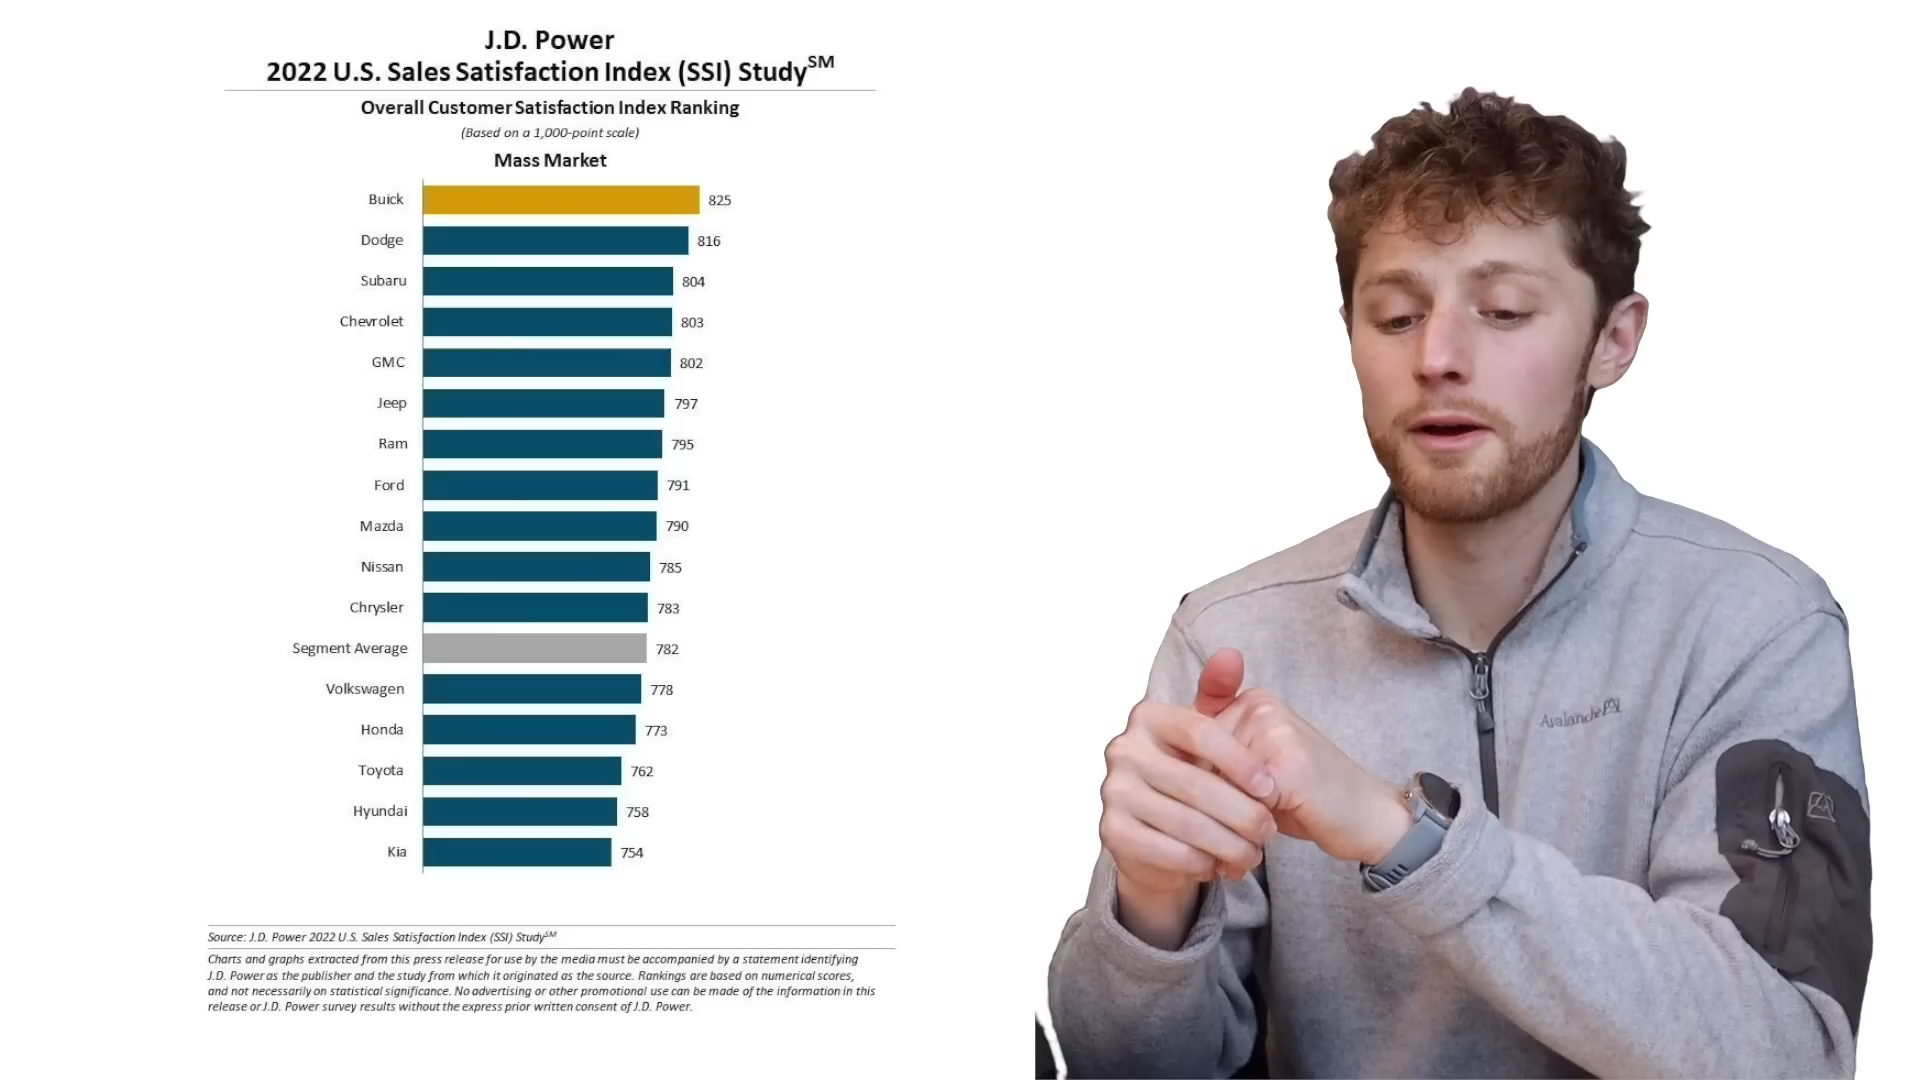 J.D. Power
2022 U.S. Sales Satisfaction Index (SSI) StudySM
Overall Customer Satisfaction Index Ranking
(Based on a 1,000-point scale)
Mass Market
Buick 825
Dodge 816
Subaru 804
Chevrolet 803
GMC 802
Jeep 797
Ram 795
Ford 791
Mazda 790
Nissan 785
Chrysler 783
Segment Average 782
Volkswagen 778
Honda 773
Toyota 762
Hyundai 758
Kia 754
Source: J.D. Power 2022 U.S. Sales Satisfaction Index (SSI) StudySM
Charts and graphs extracted from this press release for use by the media must be accompanied by a statement identifying
J.D. Power as the publisher and the study from which it originated as the source. Rankings are based on numerical scores,
and not necessarily on statistical significance. No advertising or other promotional use can be made of the information in this
release or J.D. Power survey results without the express prior written consent of J.D. Power.
Avalanche